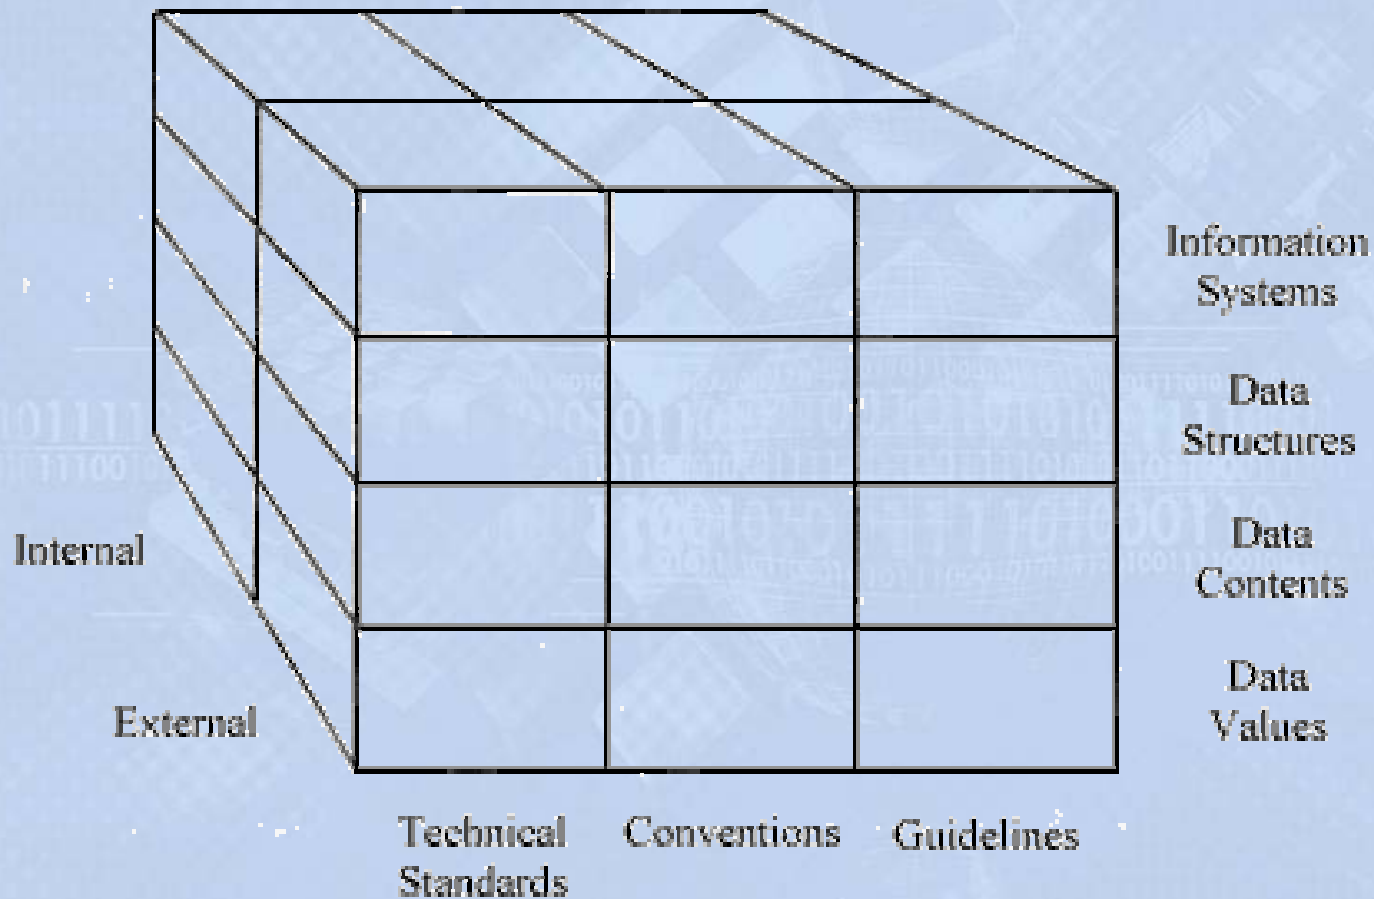 Information
Systems
Data
Structures
Data
Contents
Data
Values
Internal
External
Technical
Standards
Conventions
Guidelines